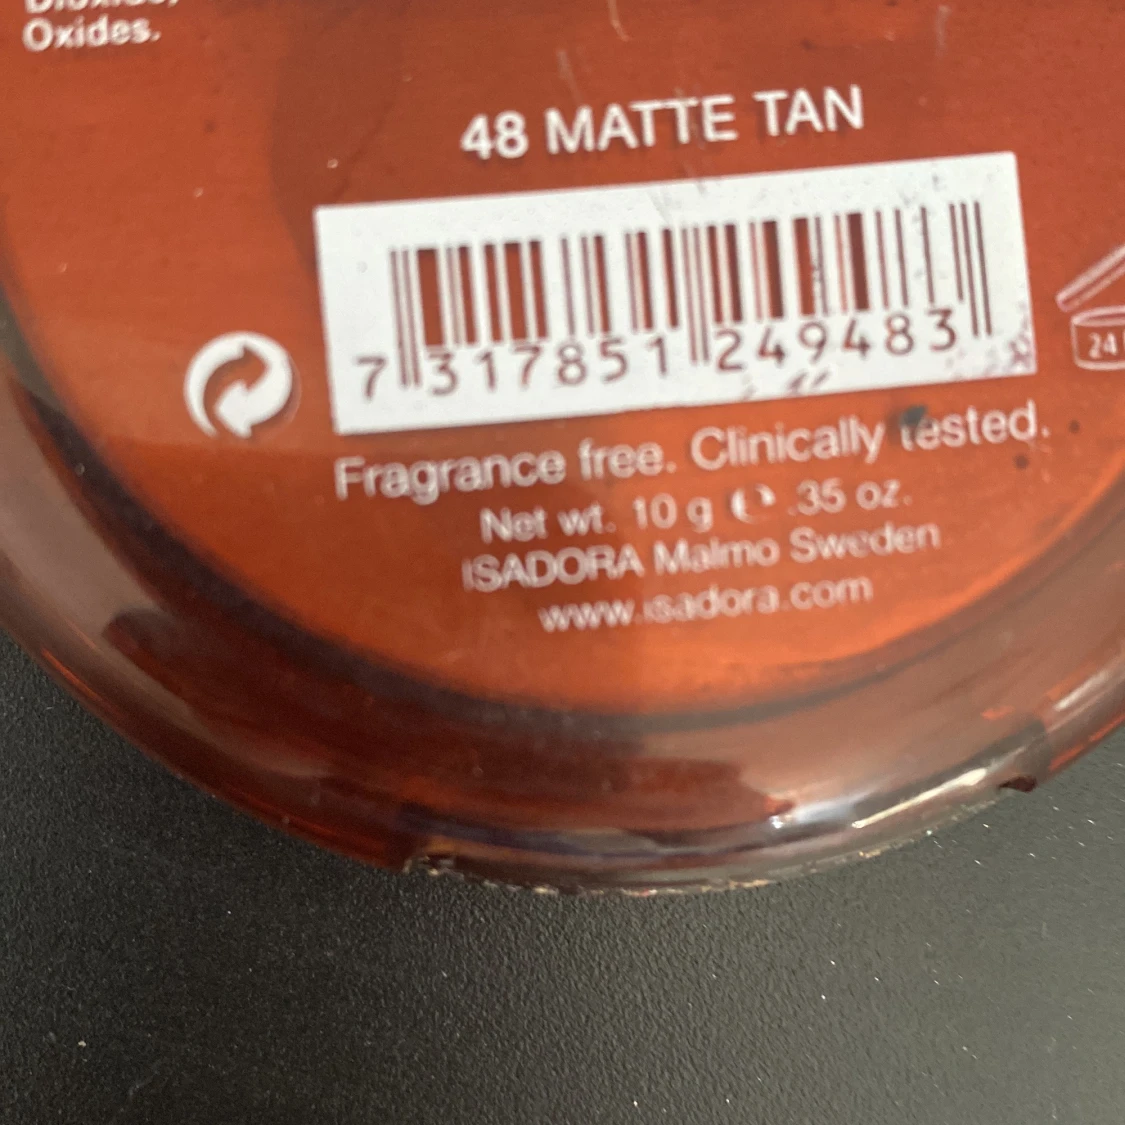 Dioxide,
Oxides.
48 MATTE TAN
7 317851 249483
24
Fragrance free. Clinically tested.
Net wt. 10 g ℮ .35 oz.
ISADORA Malmo Sweden
www.isadora.com